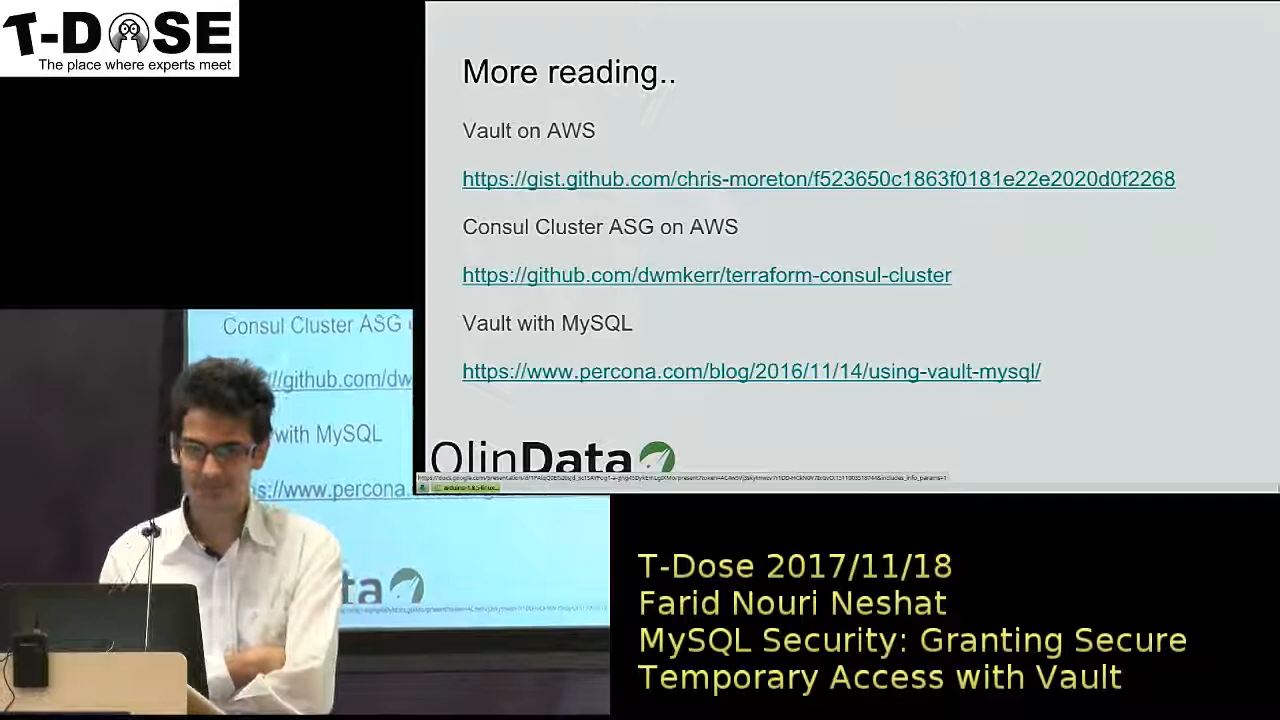 T-DOSE
The place where experts meet
More reading..
Vault on AWS
https://gist.github.com/chris-moreton/f523650c1863f0181e22e2020d0f2268
Consul Cluster ASG on AWS
https://github.com/dwmkerr/terraform-consul-cluster
Vault with MySQL
https://www.percona.com/blog/2016/11/14/using-vault-mysql/
OlinData
Consul Cluster ASG
//github.com/dw
with MySQL
s://www.percona
ta
T-Dose 2017/11/18
Farid Nouri Neshat
MySQL Security: Granting Secure
Temporary Access with Vault